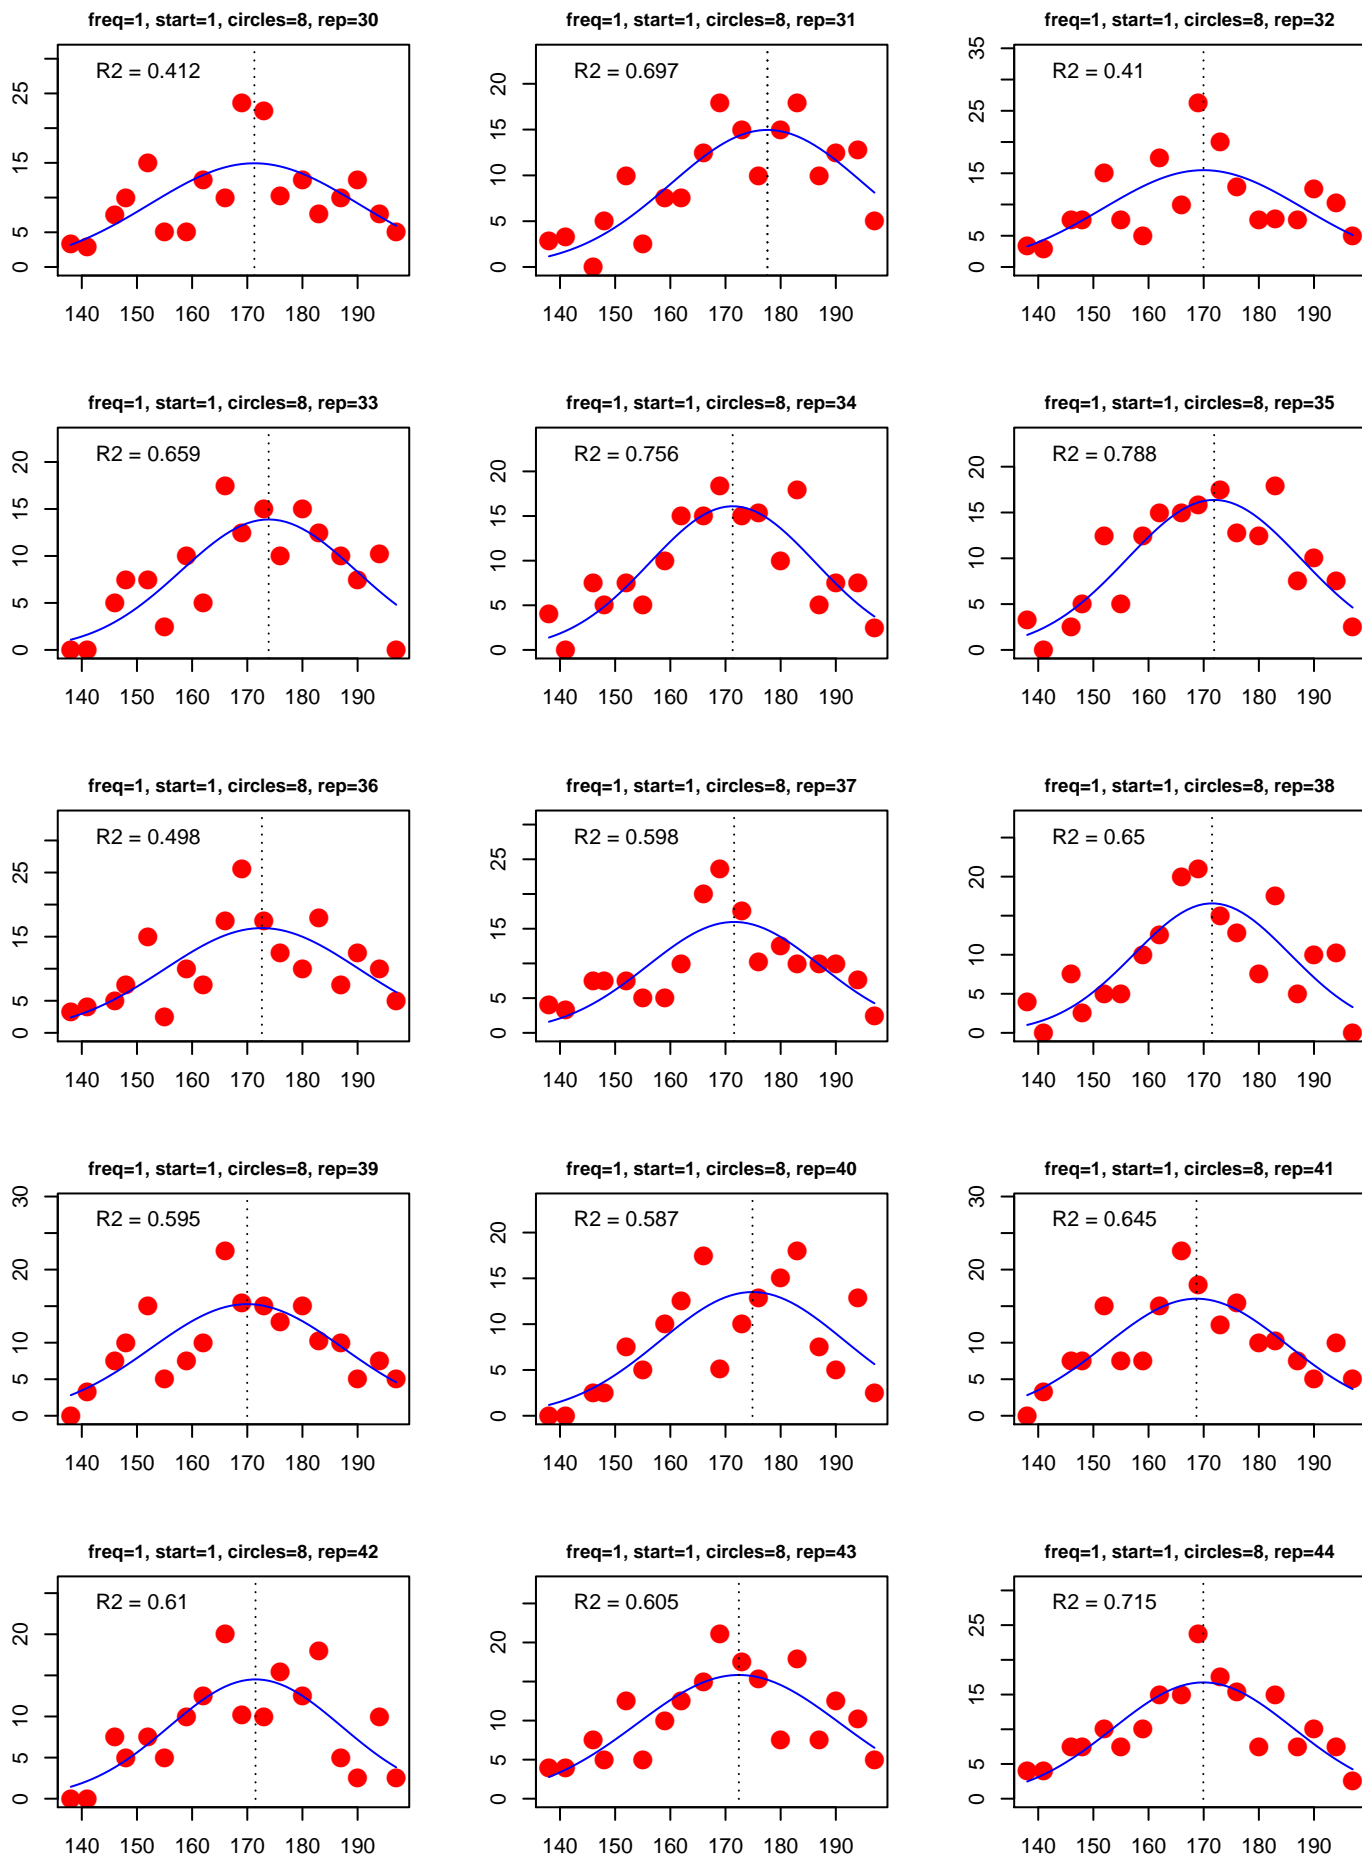 freq=1, start=1, circles=8, rep=30
R2 = 0.412
0 5 15 25
140 150 160 170 180 190
freq=1, start=1, circles=8, rep=31
R2 = 0.697
0 5 10 15 20
140 150 160 170 180 190
freq=1, start=1, circles=8, rep=32
R2 = 0.41
0 5 15 25 35
140 150 160 170 180 190
freq=1, start=1, circles=8, rep=33
R2 = 0.659
0 5 10 15 20
140 150 160 170 180 190
freq=1, start=1, circles=8, rep=34
R2 = 0.756
0 5 10 15 20
140 150 160 170 180 190
freq=1, start=1, circles=8, rep=35
R2 = 0.788
0 5 10 15 20
140 150 160 170 180 190
freq=1, start=1, circles=8, rep=36
R2 = 0.498
0 5 15 25
140 150 160 170 180 190
freq=1, start=1, circles=8, rep=37
R2 = 0.598
0 5 15 25
140 150 160 170 180 190
freq=1, start=1, circles=8, rep=38
R2 = 0.65
0 5 10 20
140 150 160 170 180 190
freq=1, start=1, circles=8, rep=39
R2 = 0.595
0 5 10 20 30
140 150 160 170 180 190
freq=1, start=1, circles=8, rep=40
R2 = 0.587
0 5 10 15 20
140 150 160 170 180 190
freq=1, start=1, circles=8, rep=41
R2 = 0.645
0 5 10 20 30
140 150 160 170 180 190
freq=1, start=1, circles=8, rep=42
R2 = 0.61
0 5 10 20
140 150 160 170 180 190
freq=1, start=1, circles=8, rep=43
R2 = 0.605
0 5 10 20
140 150 160 170 180 190
freq=1, start=1, circles=8, rep=44
R2 = 0.715
0 5 15 25
140 150 160 170 180 190